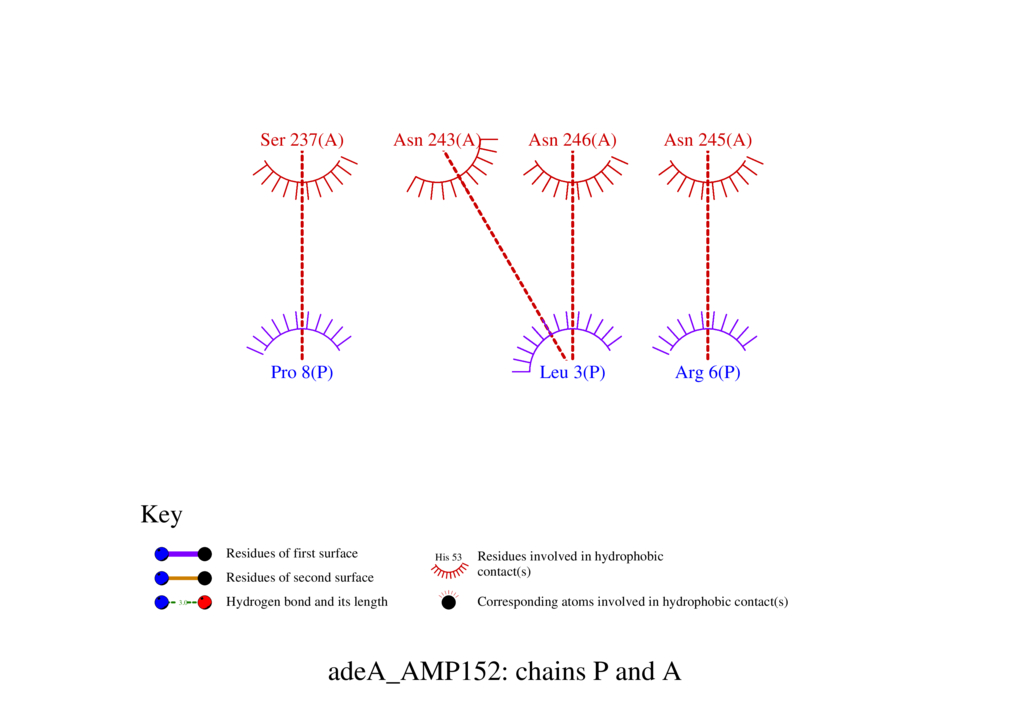 Ser 237(A) Asn 243(A) Asn 246(A) Asn 245(A)
Pro 8(P) Leu 3(P) Arg 6(P)
Key
Residues of first surface
Residues of second surface
3.0
Hydrogen bond and its length
His 53
Residues involved in hydrophobic
contact(s)
Corresponding atoms involved in hydrophobic contact(s)
adeA_AMP152: chains P and A